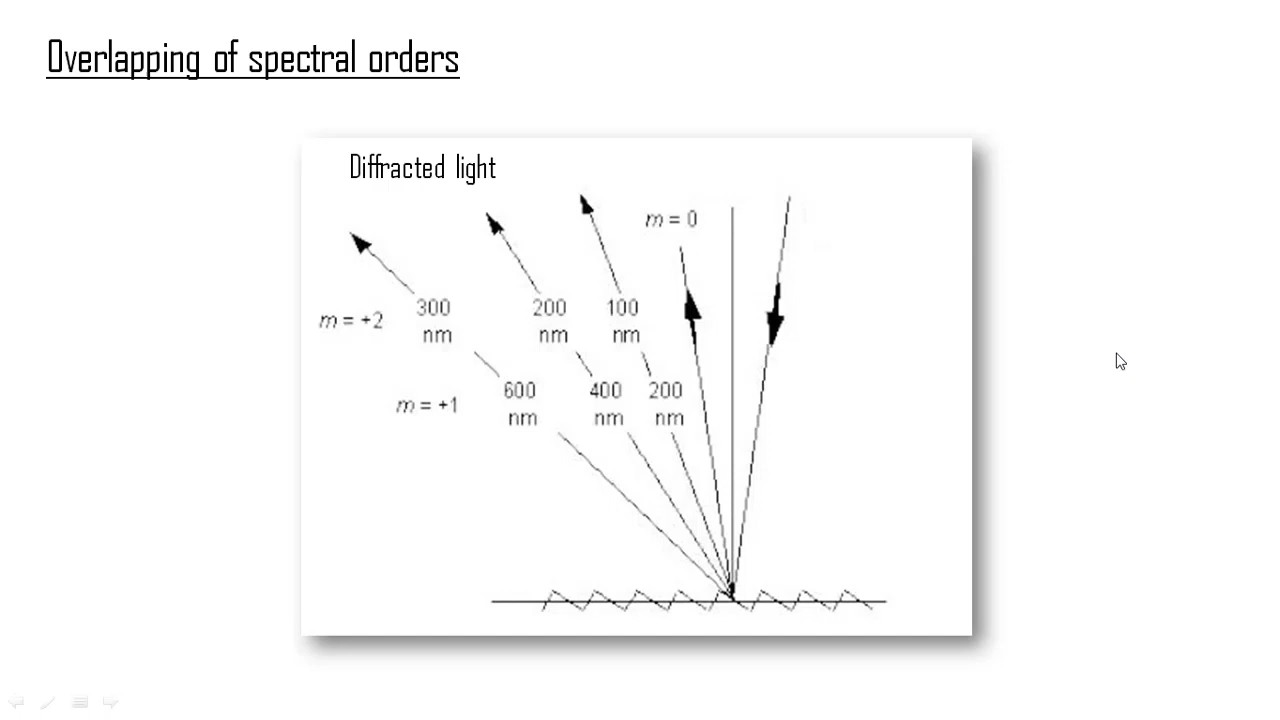 Overlapping of spectral orders
Diffracted light
m = 0
m = +2
300 nm
200 nm
100 nm
m = +1
600 nm
400 nm
200 nm